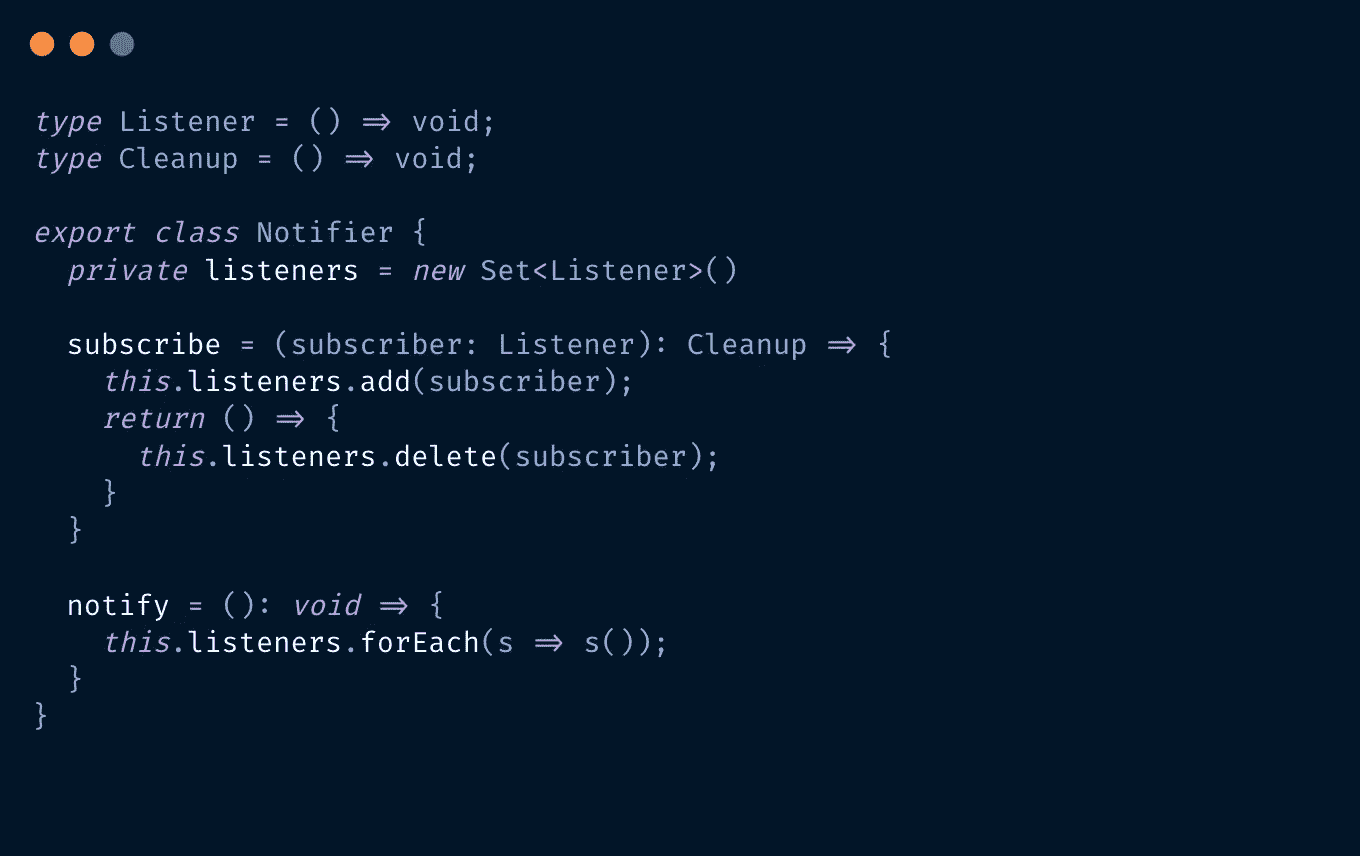 type Listener = () => void;
type Cleanup = () => void;

export class Notifier {
  private listeners = new Set<Listener>()

  subscribe = (subscriber: Listener): Cleanup => {
    this.listeners.add(subscriber);
    return () => {
      this.listeners.delete(subscriber);
    }
  }

  notify = (): void => {
    this.listeners.forEach(s => s());
  }
}